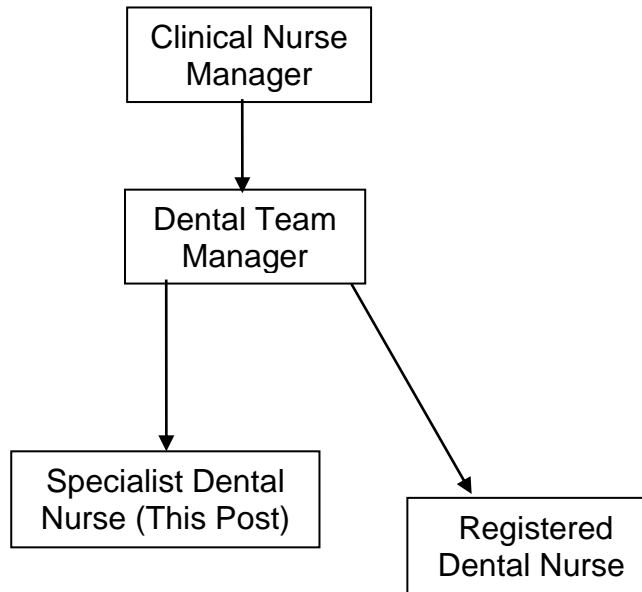 Clinical Nurse
Manager
Dental Team
Manager
Specialist Dental
Nurse (This Post)
Registered
Dental Nurse